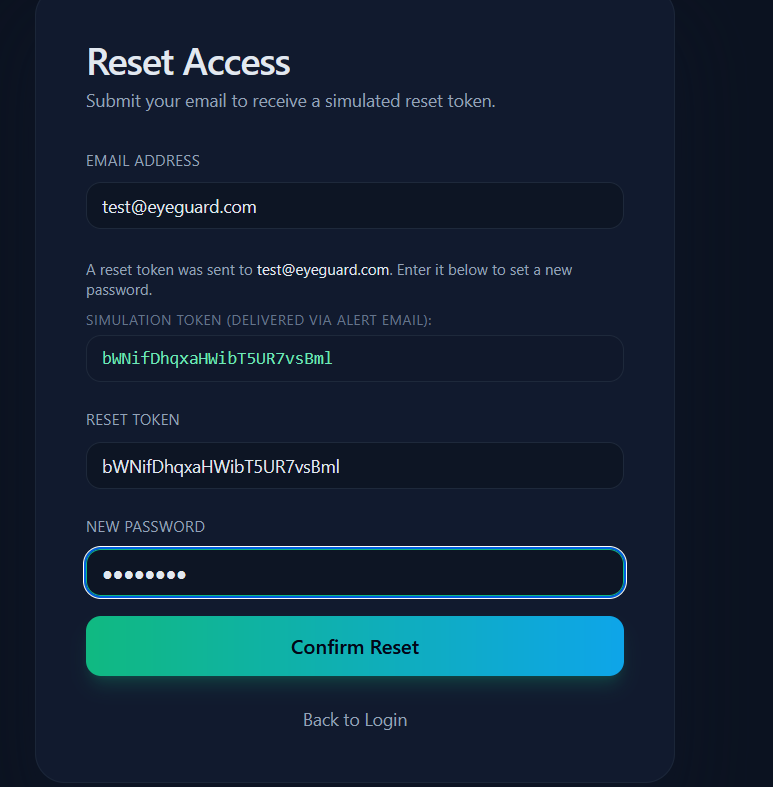 Reset Access
Submit your email to receive a simulated reset token.
EMAIL ADDRESS
test@eyeguard.com
A reset token was sent to test@eyeguard.com. Enter it below to set a new
password.
SIMULATION TOKEN (DELIVERED VIA ALERT EMAIL):
bWNifDhqxaHWibT5UR7vsBml
RESET TOKEN
bWNifDhqxaHWibT5UR7vsBml
NEW PASSWORD
••••••••
Confirm Reset
Back to Login